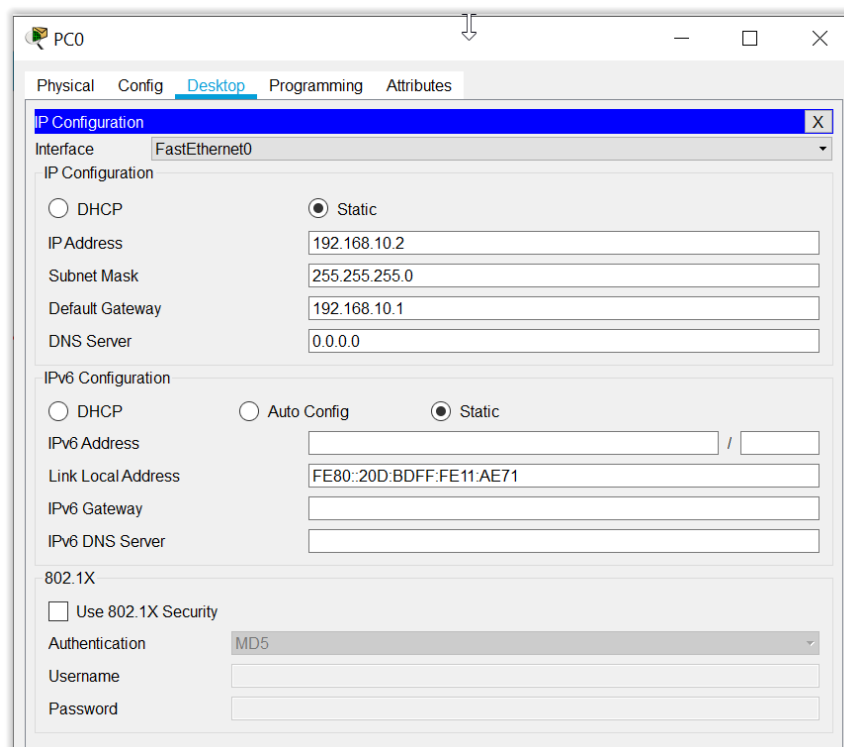 PC0
Physical Config Desktop Programming Attributes
IP Configuration X
Interface FastEthernet0
IP Configuration
DHCP Static
IP Address 192.168.10.2
Subnet Mask 255.255.255.0
Default Gateway 192.168.10.1
DNS Server 0.0.0.0
IPv6 Configuration
DHCP Auto Config Static
IPv6 Address /
Link Local Address FE80::20D:BDFF:FE11:AE71
IPv6 Gateway
IPv6 DNS Server
802.1X
Use 802.1X Security
Authentication MD5
Username
Password